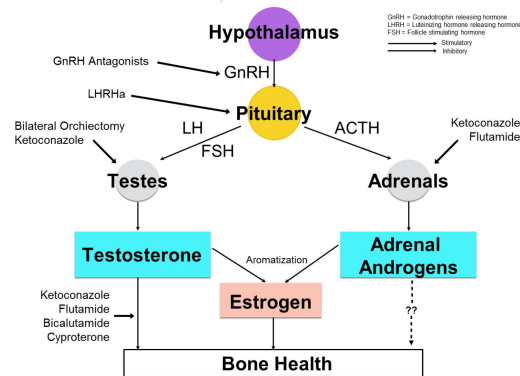 GnRH = Gonadotrophin releasing hormone
LHRH = Luteinizing hormone releasing hormone
FSH = Follicle stimulating hormone
Stimulatory
Inhibitory
Hypothalamus
GnRH Antagonists
GnRH
LHRHa
Pituitary
Bilateral Orchiectomy
Ketoconazole
LH
FSH
ACTH
Ketoconazole
Flutamide
Testes
Adrenals
Testosterone
Aromatization
Adrenal
Androgens
Ketoconazole
Flutamide
Bicalutamide
Cyproterone
Estrogen
??
Bone Health